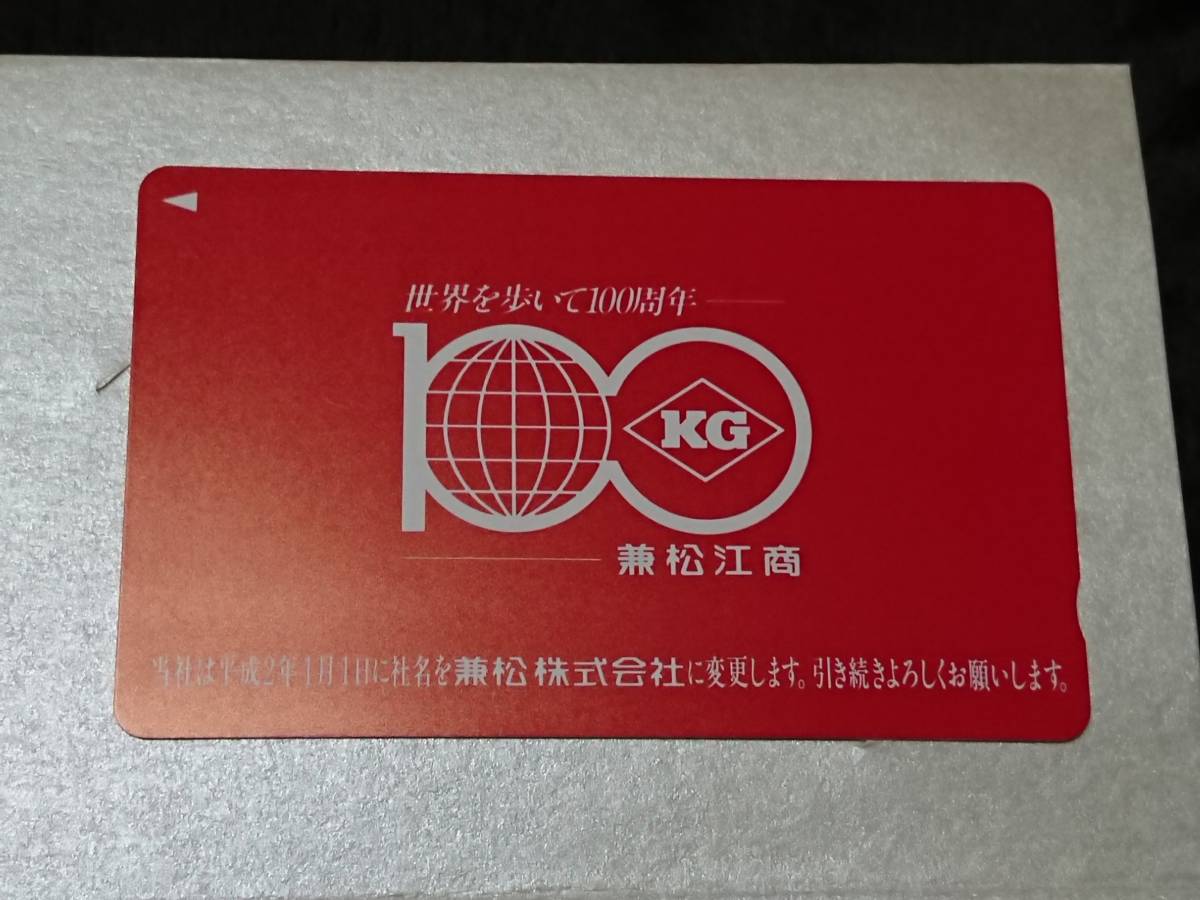 世界を歩いて100周年
100
KG
兼松江商
当社は平成2年1月1日に社名を兼松株式会社に変更します。引き続きよろしくお願いします。